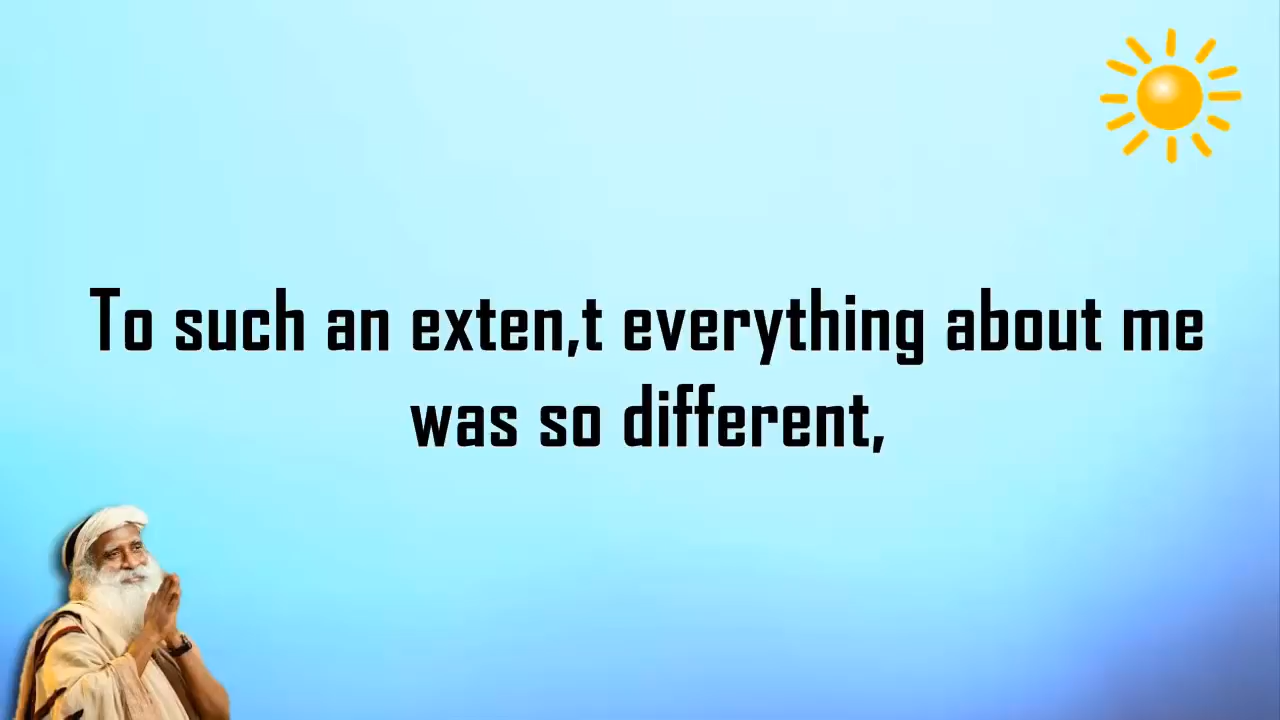 To such an exten,t everything about me
was so different,